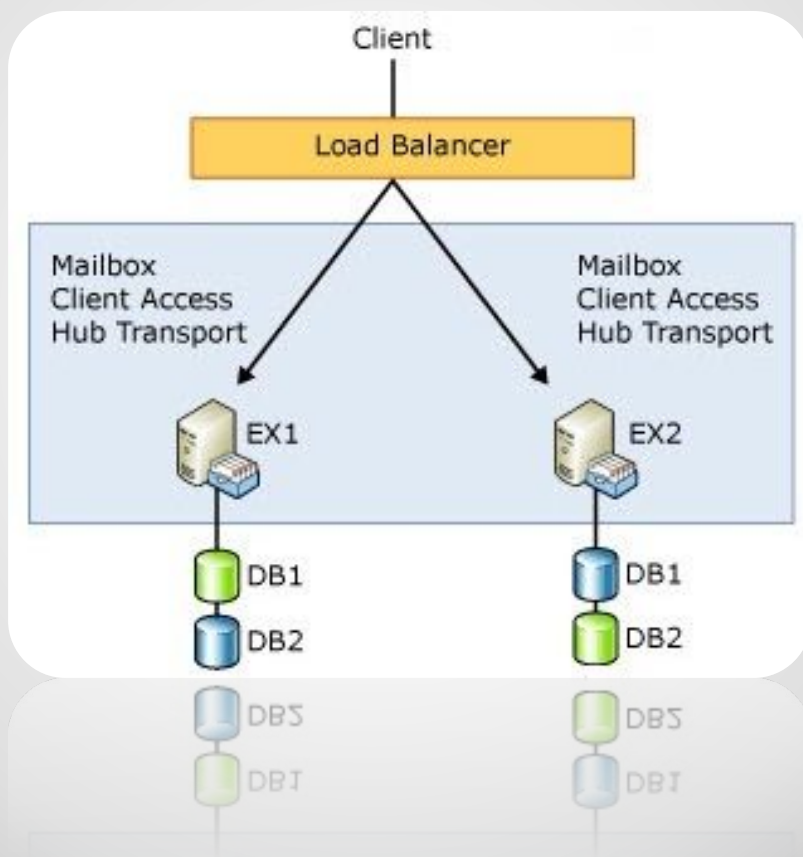 Client
Load Balancer
Mailbox
Client Access
Hub Transport
Mailbox
Client Access
Hub Transport
EX1
EX2
DB1
DB2
DB1
DB2